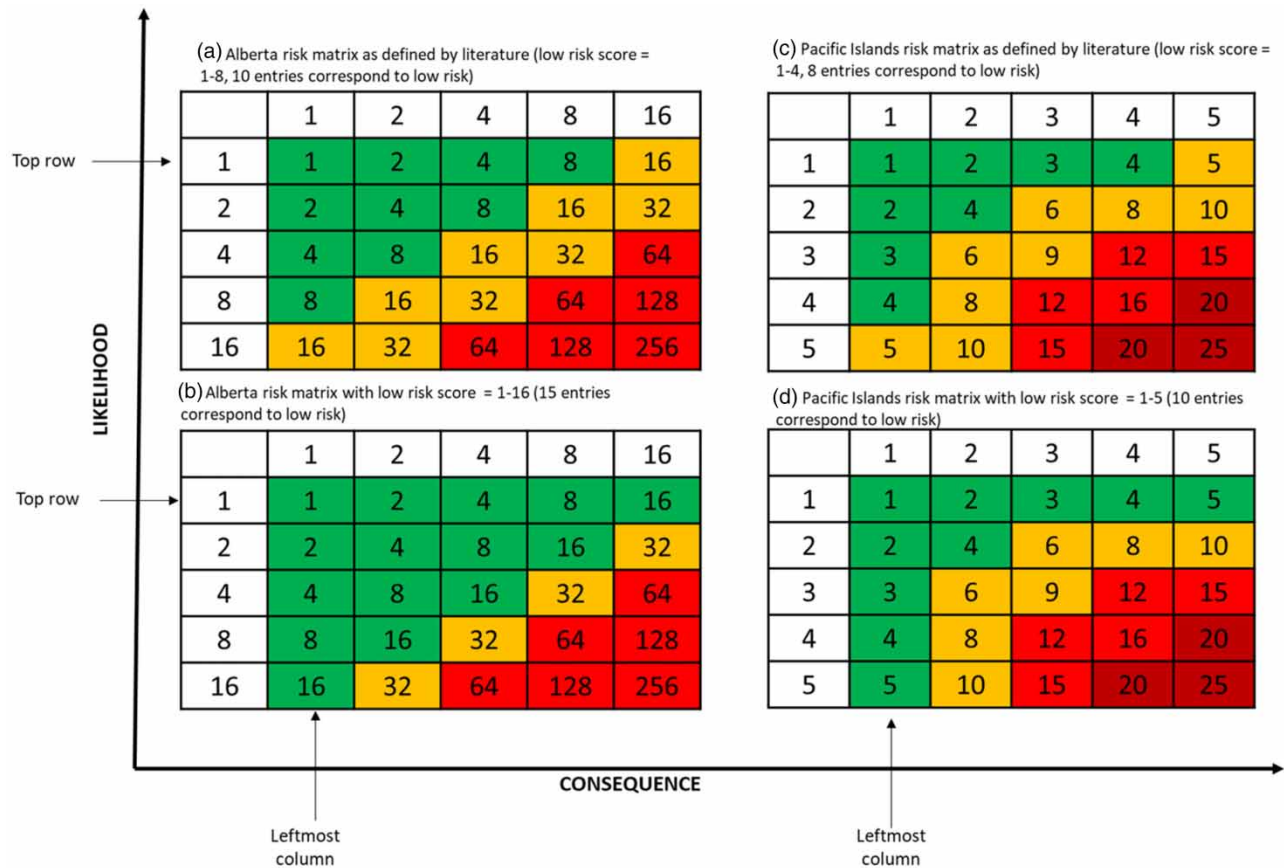 (a) Alberta risk matrix as defined by literature (low risk score =
1-8, 10 entries correspond to low risk)
1 2 4 8 16
Top row
1 1 2 4 8 16
2 2 4 8 16 32
4 4 8 16 32 64
8 8 16 32 64 128
16 16 32 64 128 256
(c) Pacific Islands risk matrix as defined by literature (low risk score =
1-4, 8 entries correspond to low risk)
1 2 3 4 5
1 1 2 3 4 5
2 2 4 6 8 10
3 3 6 9 12 15
4 4 8 12 16 20
5 5 10 15 20 25
LIKELIHOOD
(b) Alberta risk matrix with low risk score = 1-16 (15 entries
correspond to low risk)
1 2 4 8 16
Top row
1 1 2 4 8 16
2 2 4 8 16 32
4 4 8 16 32 64
8 8 16 32 64 128
16 16 32 64 128 256
(d) Pacific Islands risk matrix with low risk score = 1-5 (10 entries
correspond to low risk)
1 2 3 4 5
1 1 2 3 4 5
2 2 4 6 8 10
3 3 6 9 12 15
4 4 8 12 16 20
5 5 10 15 20 25
CONSEQUENCE
Leftmost
column
Leftmost
column